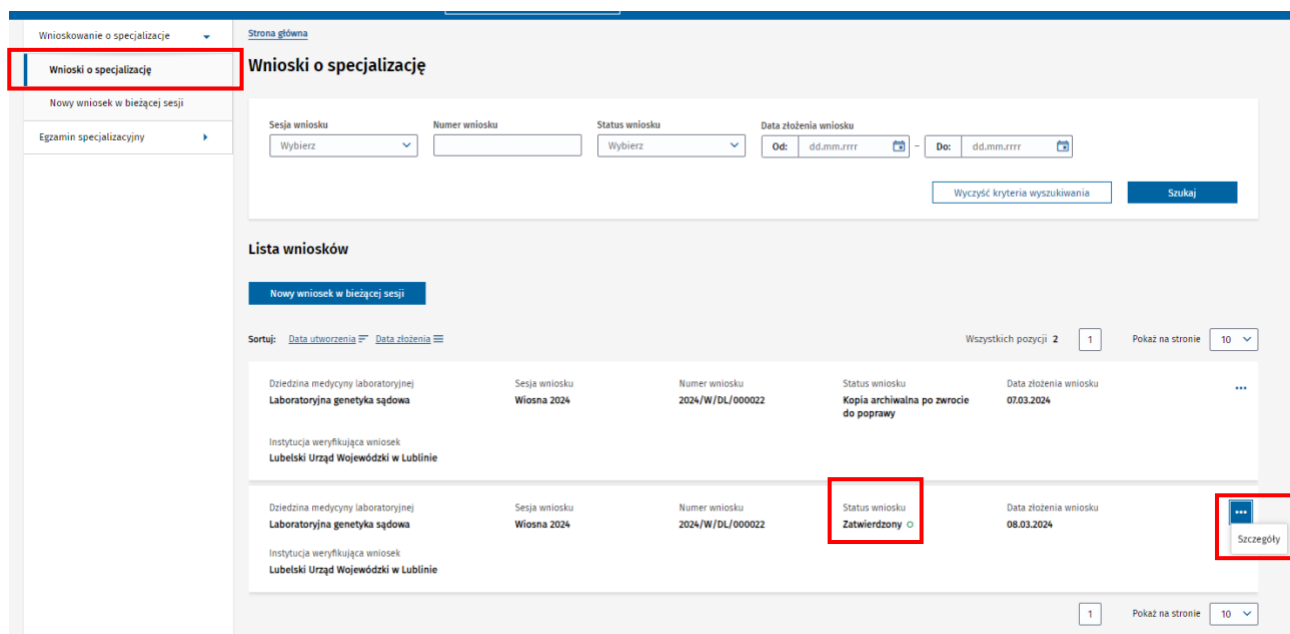 Wnioskowanie o specjalizacje
Wnioski o specjalizację
Nowy wniosek w bieżącej sesji
Egzamin specjalizacyjny
Strona główna
Wnioski o specjalizację
Sesja wniosku Numer wniosku Status wniosku Data złożenia wniosku
Wybierz Wybierz Od: dd.mm.rrrr – Do: dd.mm.rrrr
Wyczyść kryteria wyszukiwania Szukaj
Lista wniosków
Nowy wniosek w bieżącej sesji
Sortuj: Data utworzenia Data złożenia Wszystkich pozycji 2 1 Pokaż na stronie 10
Dziedzina medycyny laboratoryjnej Sesja wniosku Numer wniosku Status wniosku Data złożenia wniosku
Laboratoryjna genetyka sądowa Wiosna 2024 2024/W/DL/000022 Kopia archiwalna po zwrocie 07.03.2024
do poprawy
Instytucja weryfikująca wniosek
Lubelski Urząd Wojewódzki w Lublinie
Dziedzina medycyny laboratoryjnej Sesja wniosku Numer wniosku Status wniosku Data złożenia wniosku
Laboratoryjna genetyka sądowa Wiosna 2024 2024/W/DL/000022 Zatwierdzony 08.03.2024
Szczegóły
Instytucja weryfikująca wniosek
Lubelski Urząd Wojewódzki w Lublinie
1 Pokaż na stronie 10